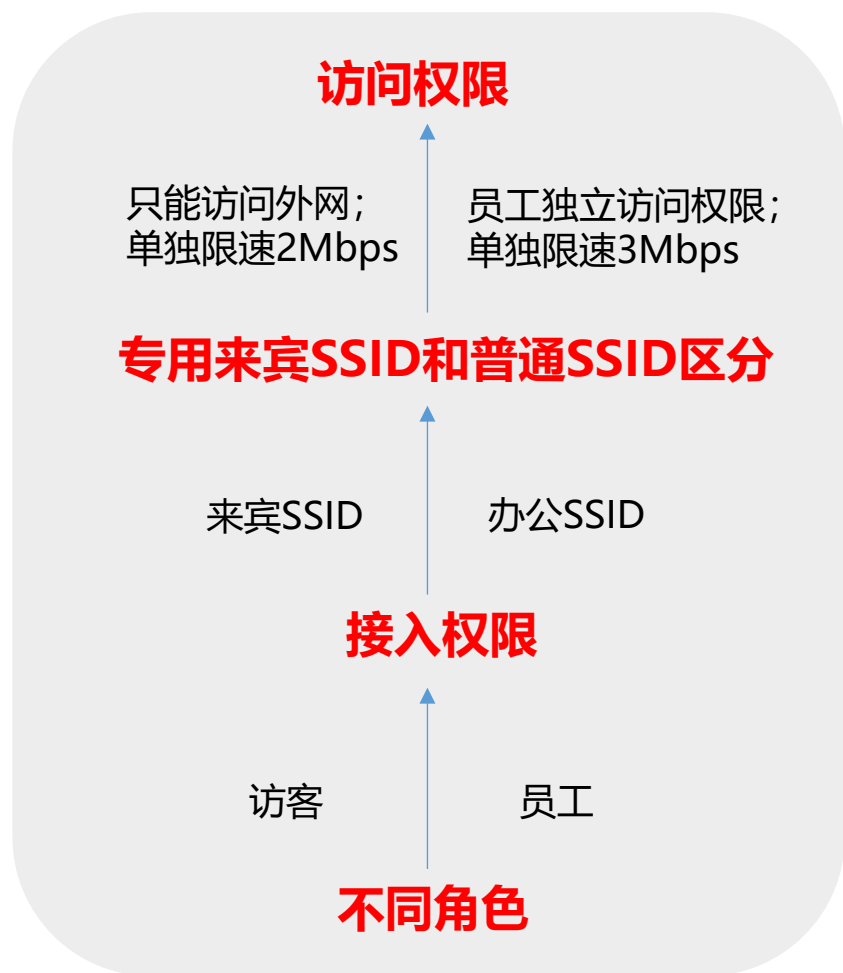 访问权限
只能访问外网；
单独限速2Mbps
员工独立访问权限；
单独限速3Mbps
专用来宾SSID和普通SSID区分
来宾SSID
办公SSID
接入权限
访客
员工
不同角色